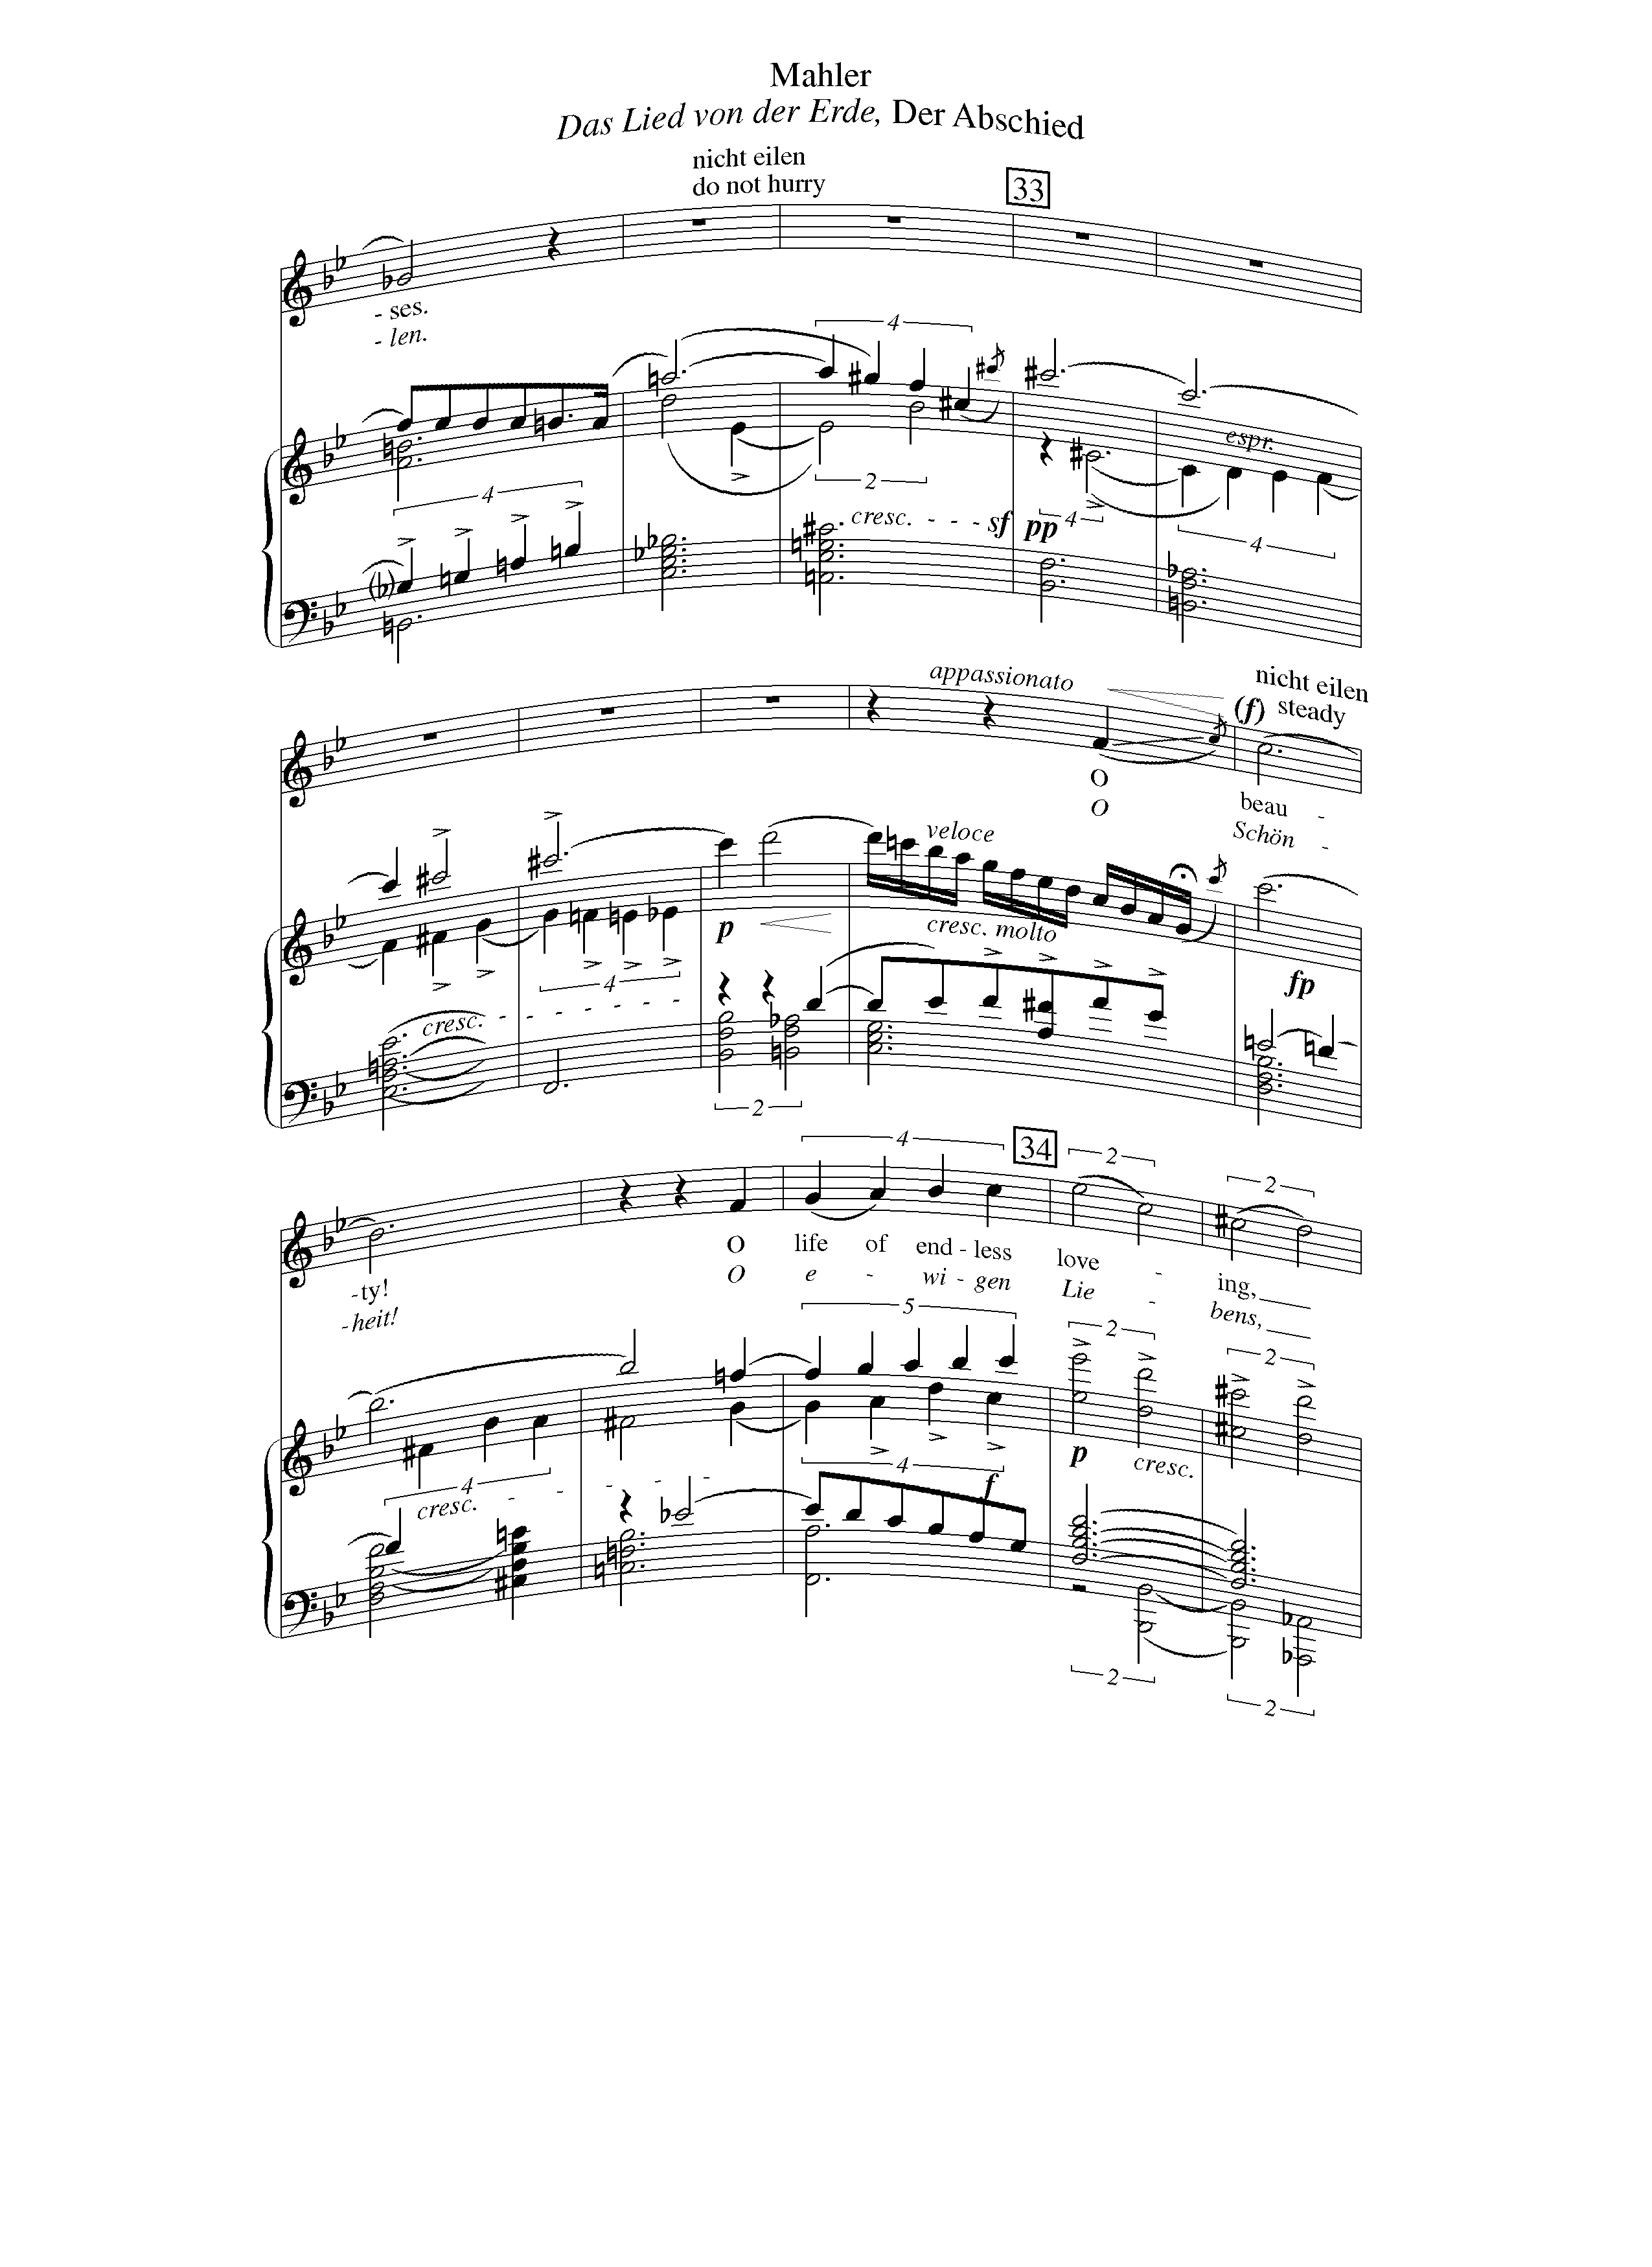 Mahler
Das Lied von der Erde, Der Abschied
nicht eilen
do not hurry
33
- ses.
- len.
4
espr.
4
2
cresc. - - - sf pp
4
4
appassionato
nicht eilen
(f) steady
O beau -
O Schön -
veloce
p
cresc. molto
fp
4
cresc. - - - - - - -
2
4
34
2
2
-ty! O life of end - less love - ing,
-heit! O e - wi - gen Lie - bens,
5
2
2
4
cresc. - - - - -
4
f
p
cresc.
2
2